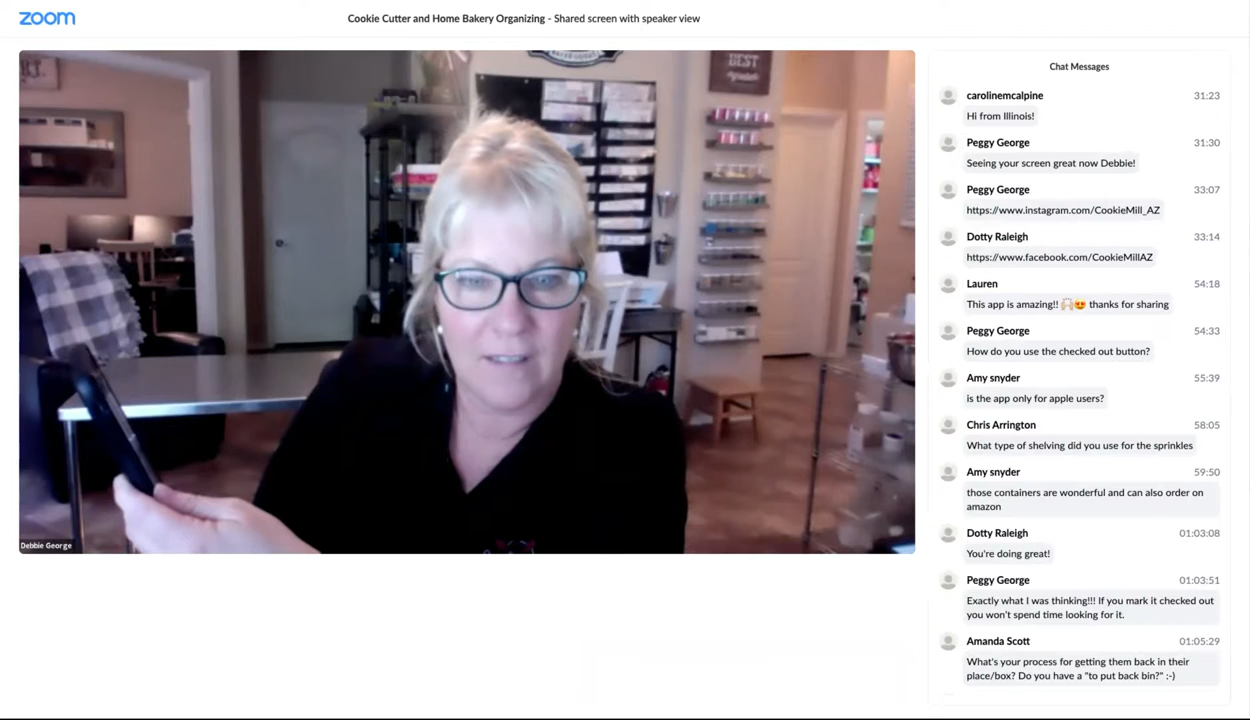 zoom
Cookie Cutter and Home Bakery Organizing - Shared screen with speaker view
BEST
Debbie George
Chat Messages
carolinemcalpine 31:23
Hi from Illinois!
Peggy George 31:30
Seeing your screen great now Debbie!
Peggy George 33:07
https://www.instagram.com/CookieMill_AZ
Dotty Raleigh 33:14
https://www.facebook.com/CookieMillAZ
Lauren 54:18
This app is amazing!! 🙌🏻😍 thanks for sharing
Peggy George 54:33
How do you use the checked out button?
Amy snyder 55:39
is the app only for apple users?
Chris Arrington 58:05
What type of shelving did you use for the sprinkles
Amy snyder 59:50
those containers are wonderful and can also order on
amazon
Dotty Raleigh 01:03:08
You're doing great!
Peggy George 01:03:51
Exactly what I was thinking!!! If you mark it checked out
you won't spend time looking for it.
Amanda Scott 01:05:29
What's your process for getting them back in their
place/box? Do you have a "to put back bin?" :-)